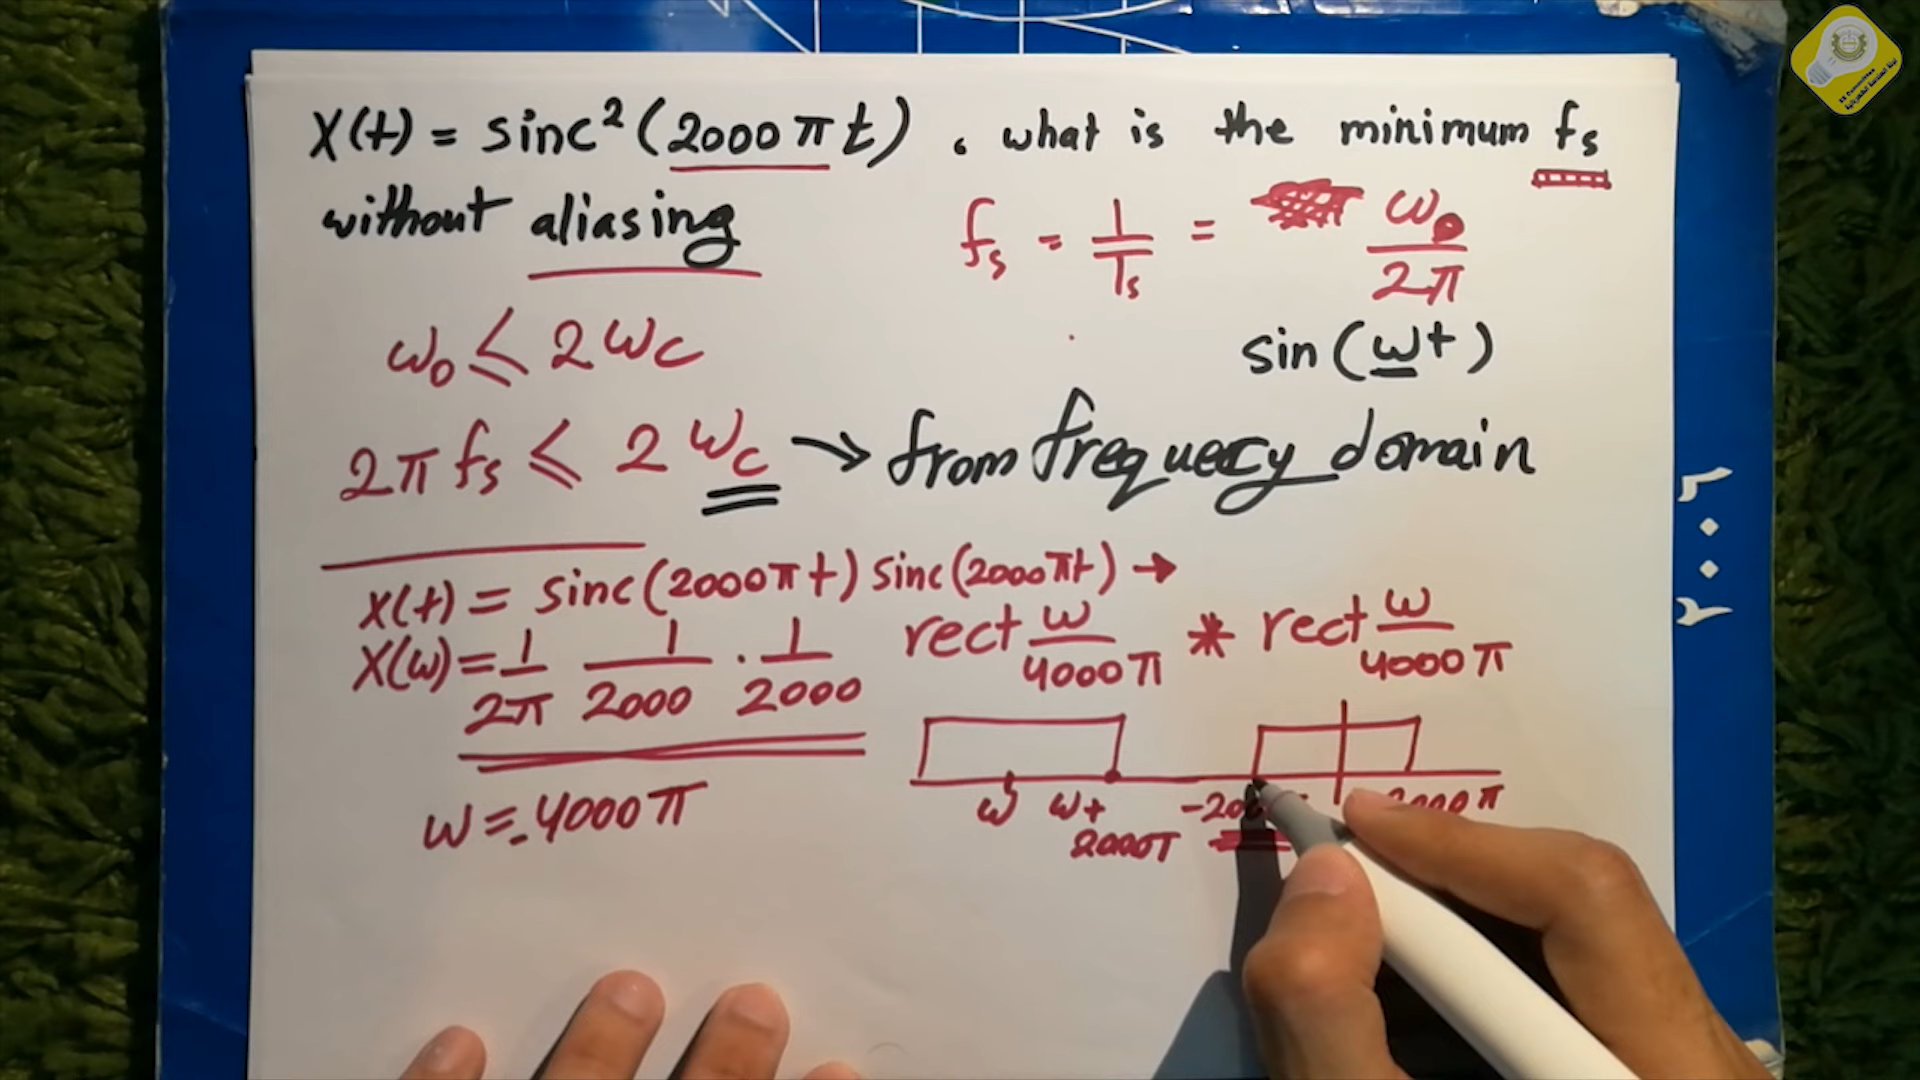 X(t) = sinc²(2000πt) , what is the minimum fs
without aliasing
fs = 1/Ts = ω0/2π
ω0 ≤ 2ωc
sin(ωt)
2πfs ≤ 2ωc → from frequecy domain
X(t) = sinc(2000πt) sinc(2000πt) →
X(ω) = 1/2π 1/2000 . 1/2000 rect ω/4000π * rect ω/4000π
ω ω+2000π
ω = -4000π